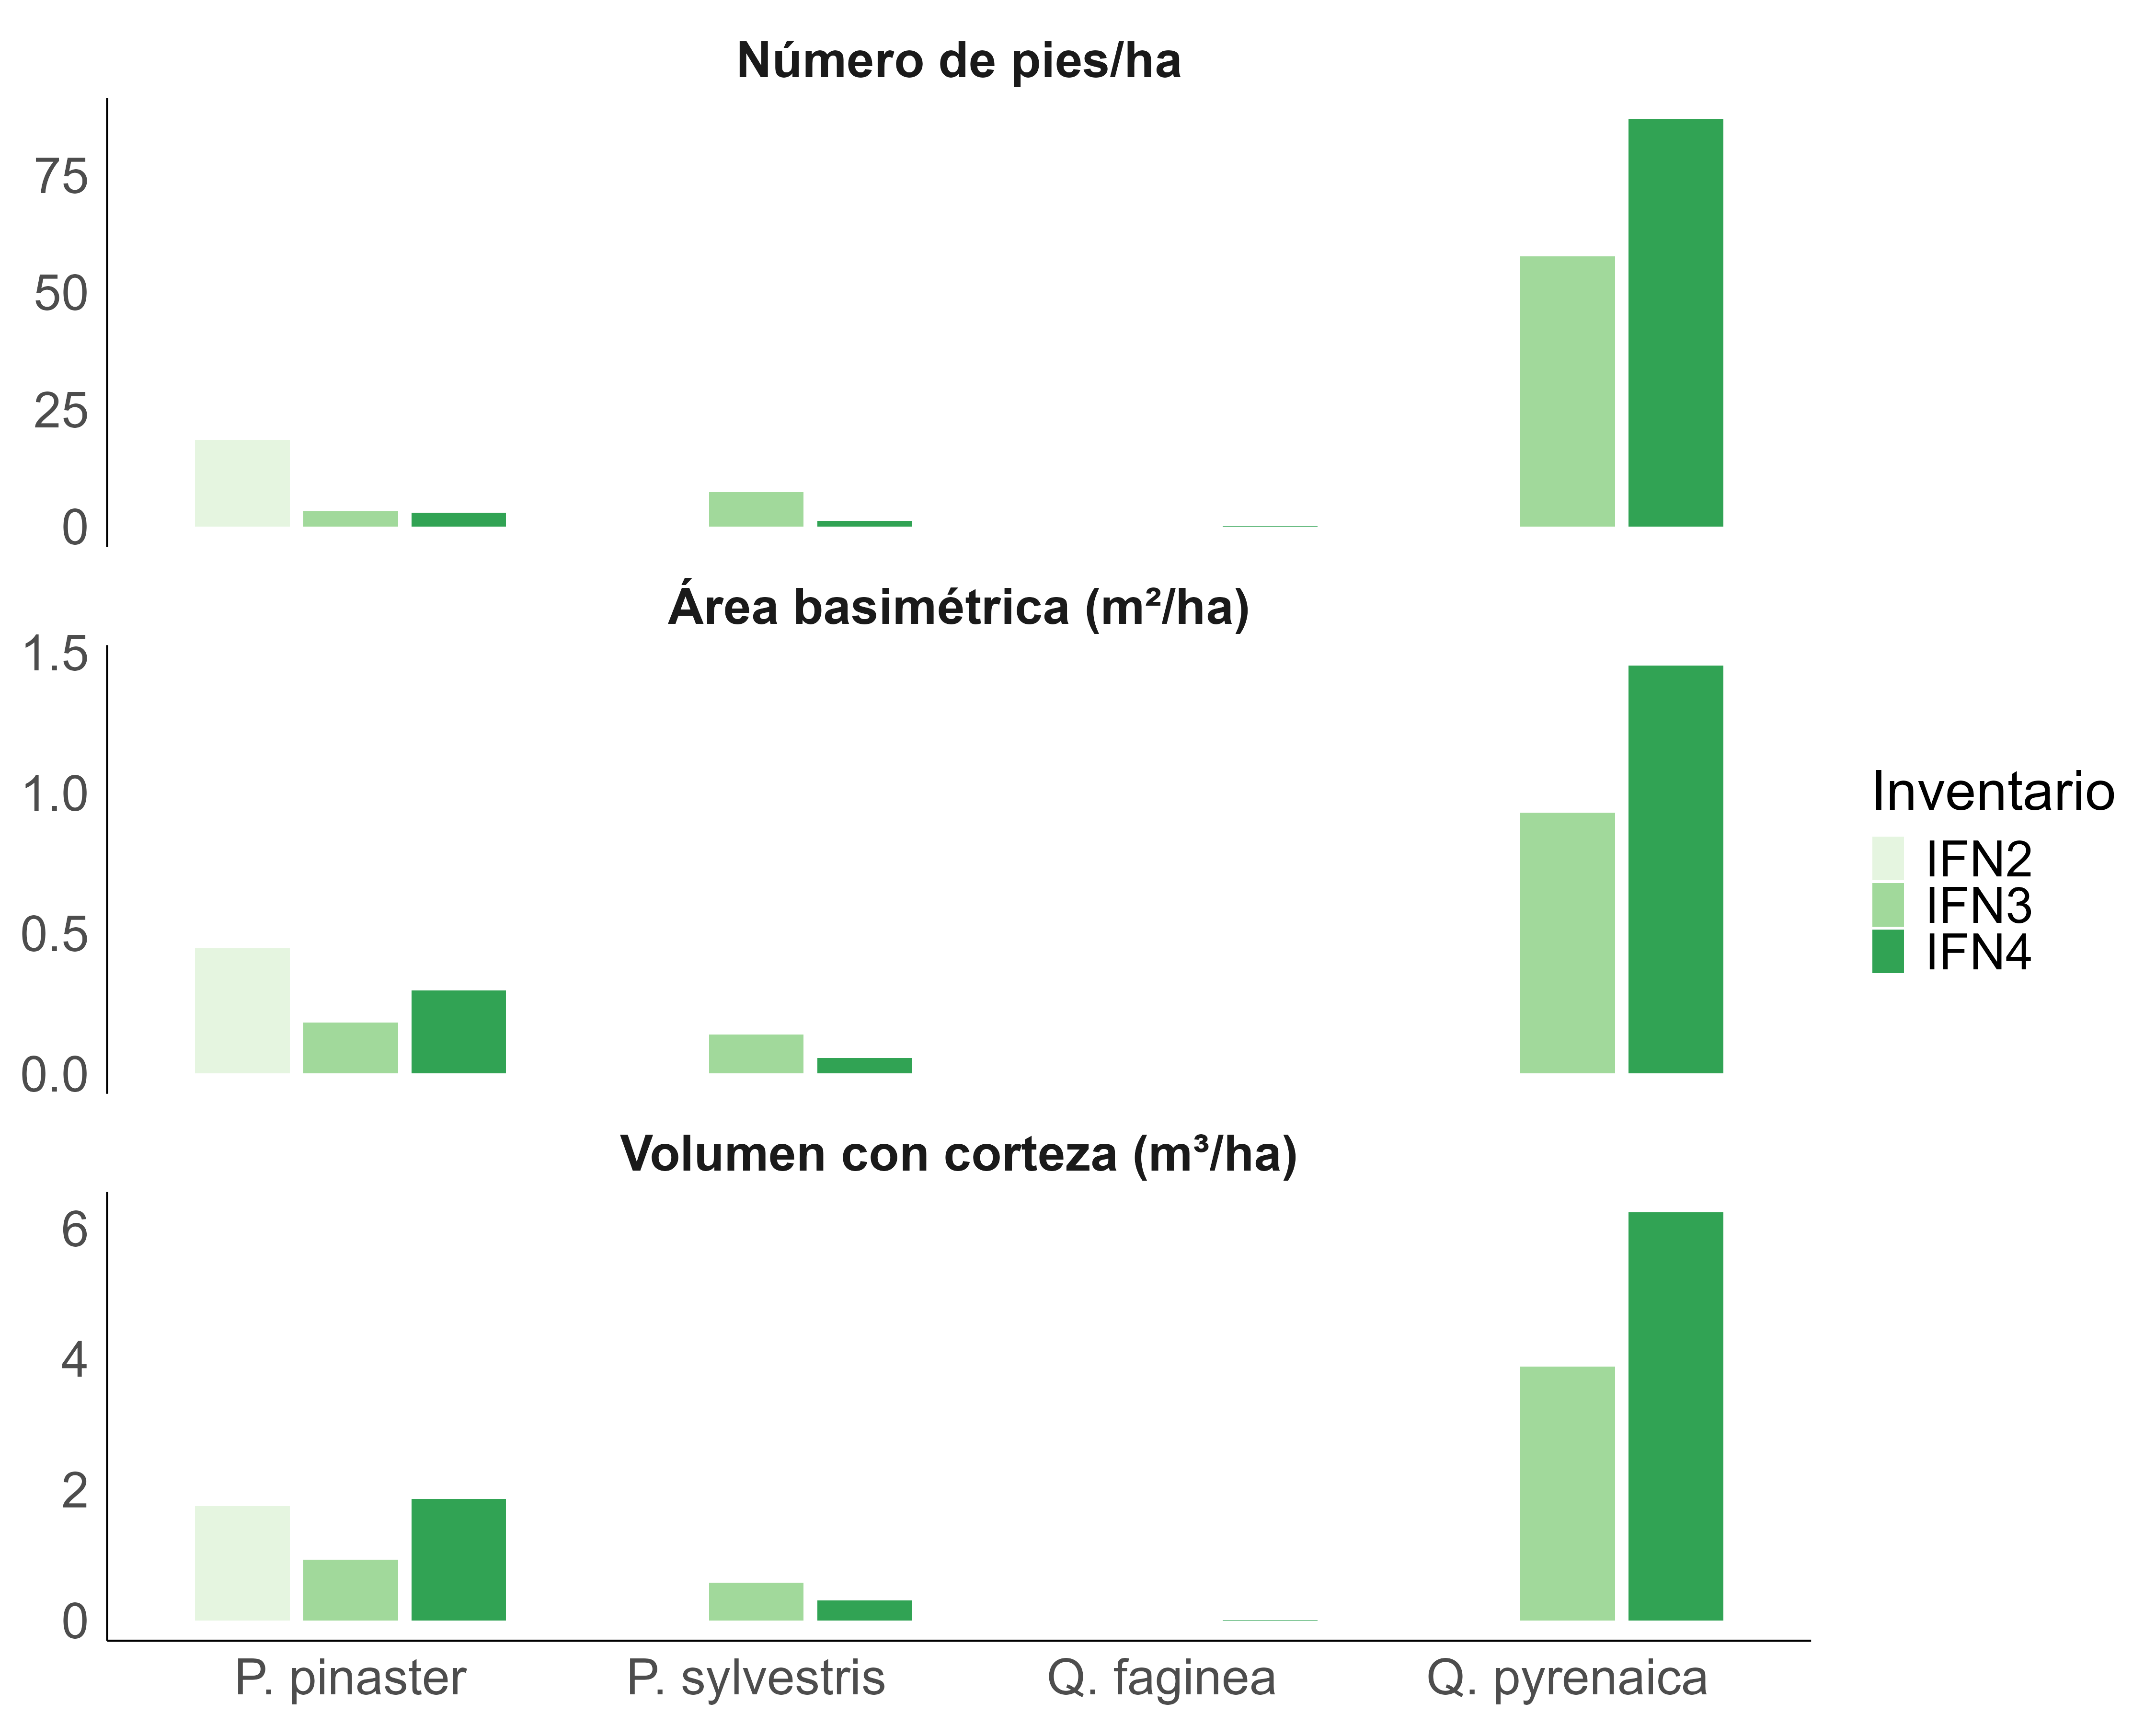 Número de pies/ha
75
50
25
0
Área basimétrica (m²/ha)
1.5
1.0
0.5
0.0
Inventario
IFN2
IFN3
IFN4
Volumen con corteza (m³/ha)
6
4
2
0
P. pinaster
P. sylvestris
Q. faginea
Q. pyrenaica